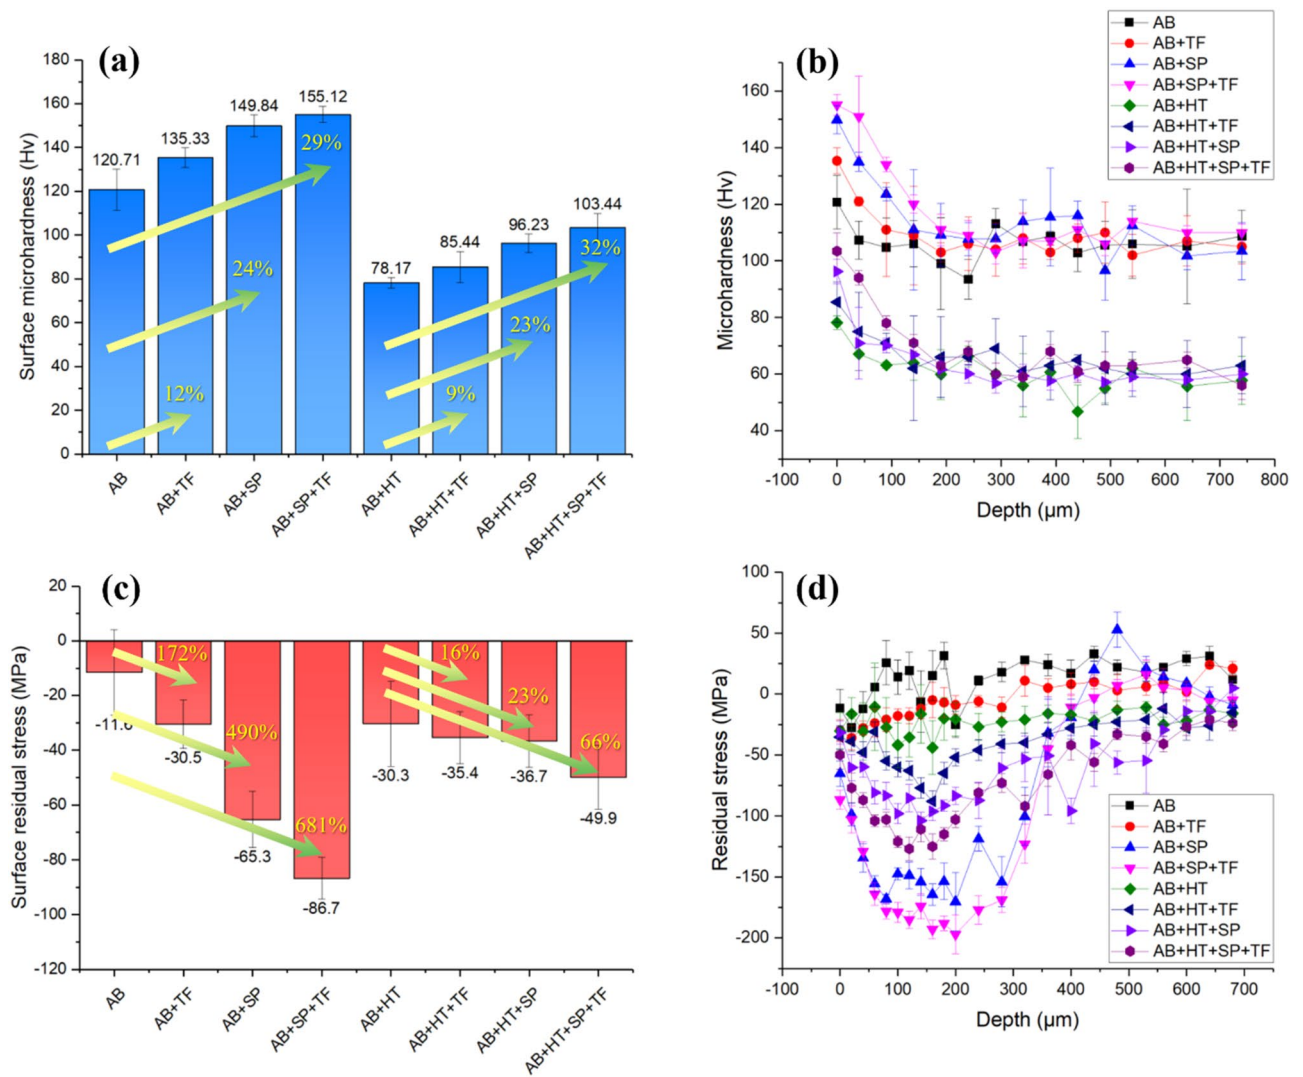 (a)
Surface microhardness (Hv)
180
160
140
120
100
80
60
40
20
0
120.71
135.33
149.84
155.12
78.17
85.44
96.23
103.44
29%
24%
12%
32%
23%
9%
AB
AB+TF
AB+SP
AB+SP+TF
AB+HT
AB+HT+TF
AB+HT+SP
AB+HT+SP+TF
(b)
Microhardness (Hv)
160
140
120
100
80
60
40
-100
0
100
200
300
400
500
600
700
800
Depth (μm)
AB
AB+TF
AB+SP
AB+SP+TF
AB+HT
AB+HT+TF
AB+HT+SP
AB+HT+SP+TF
(c)
Surface residual stress (MPa)
20
0
-20
-40
-60
-80
-100
-120
172%
490%
681%
16%
23%
66%
-11.6
-30.5
-65.3
-86.7
-30.3
-35.4
-36.7
-49.9
AB
AB+TF
AB+SP
AB+SP+TF
AB+HT
AB+HT+TF
AB+HT+SP
AB+HT+SP+TF
(d)
Residual stress (MPa)
100
50
0
-50
-100
-150
-200
-100
0
100
200
300
400
500
600
700
Depth (μm)
AB
AB+TF
AB+SP
AB+SP+TF
AB+HT
AB+HT+TF
AB+HT+SP
AB+HT+SP+TF